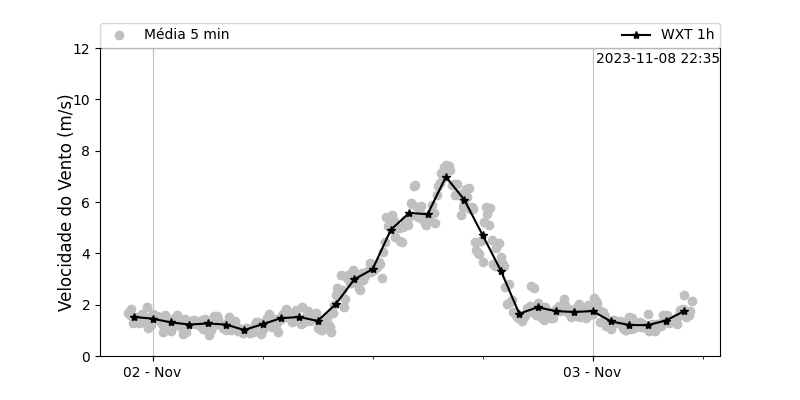 Média 5 min
WXT 1h
2023-11-08 22:35
Velocidade do Vento (m/s)
12
10
8
6
4
2
0
02 - Nov
03 - Nov